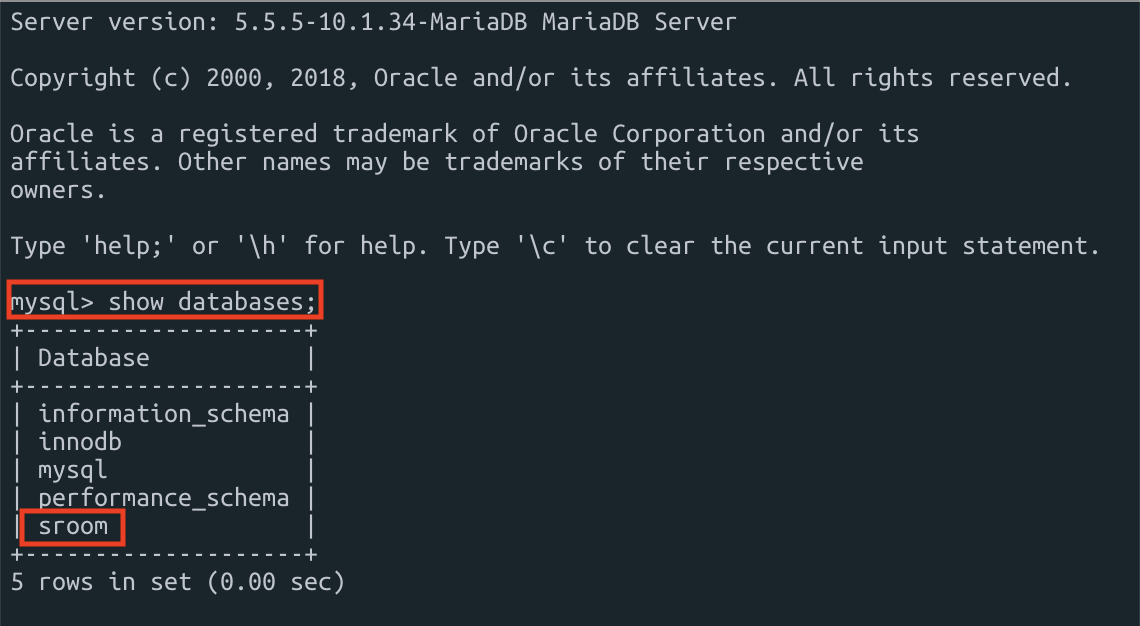 Server version: 5.5.5-10.1.34-MariaDB MariaDB Server
Copyright (c) 2000, 2018, Oracle and/or its affiliates. All rights reserved.
Oracle is a registered trademark of Oracle Corporation and/or its
affiliates. Other names may be trademarks of their respective
owners.
Type 'help;' or '\h' for help. Type '\c' to clear the current input statement.
mysql> show databases;
+--------------------+
| Database           |
+--------------------+
| information_schema |
| innodb             |
| mysql              |
| performance_schema |
| sroom              |
+--------------------+
5 rows in set (0.00 sec)